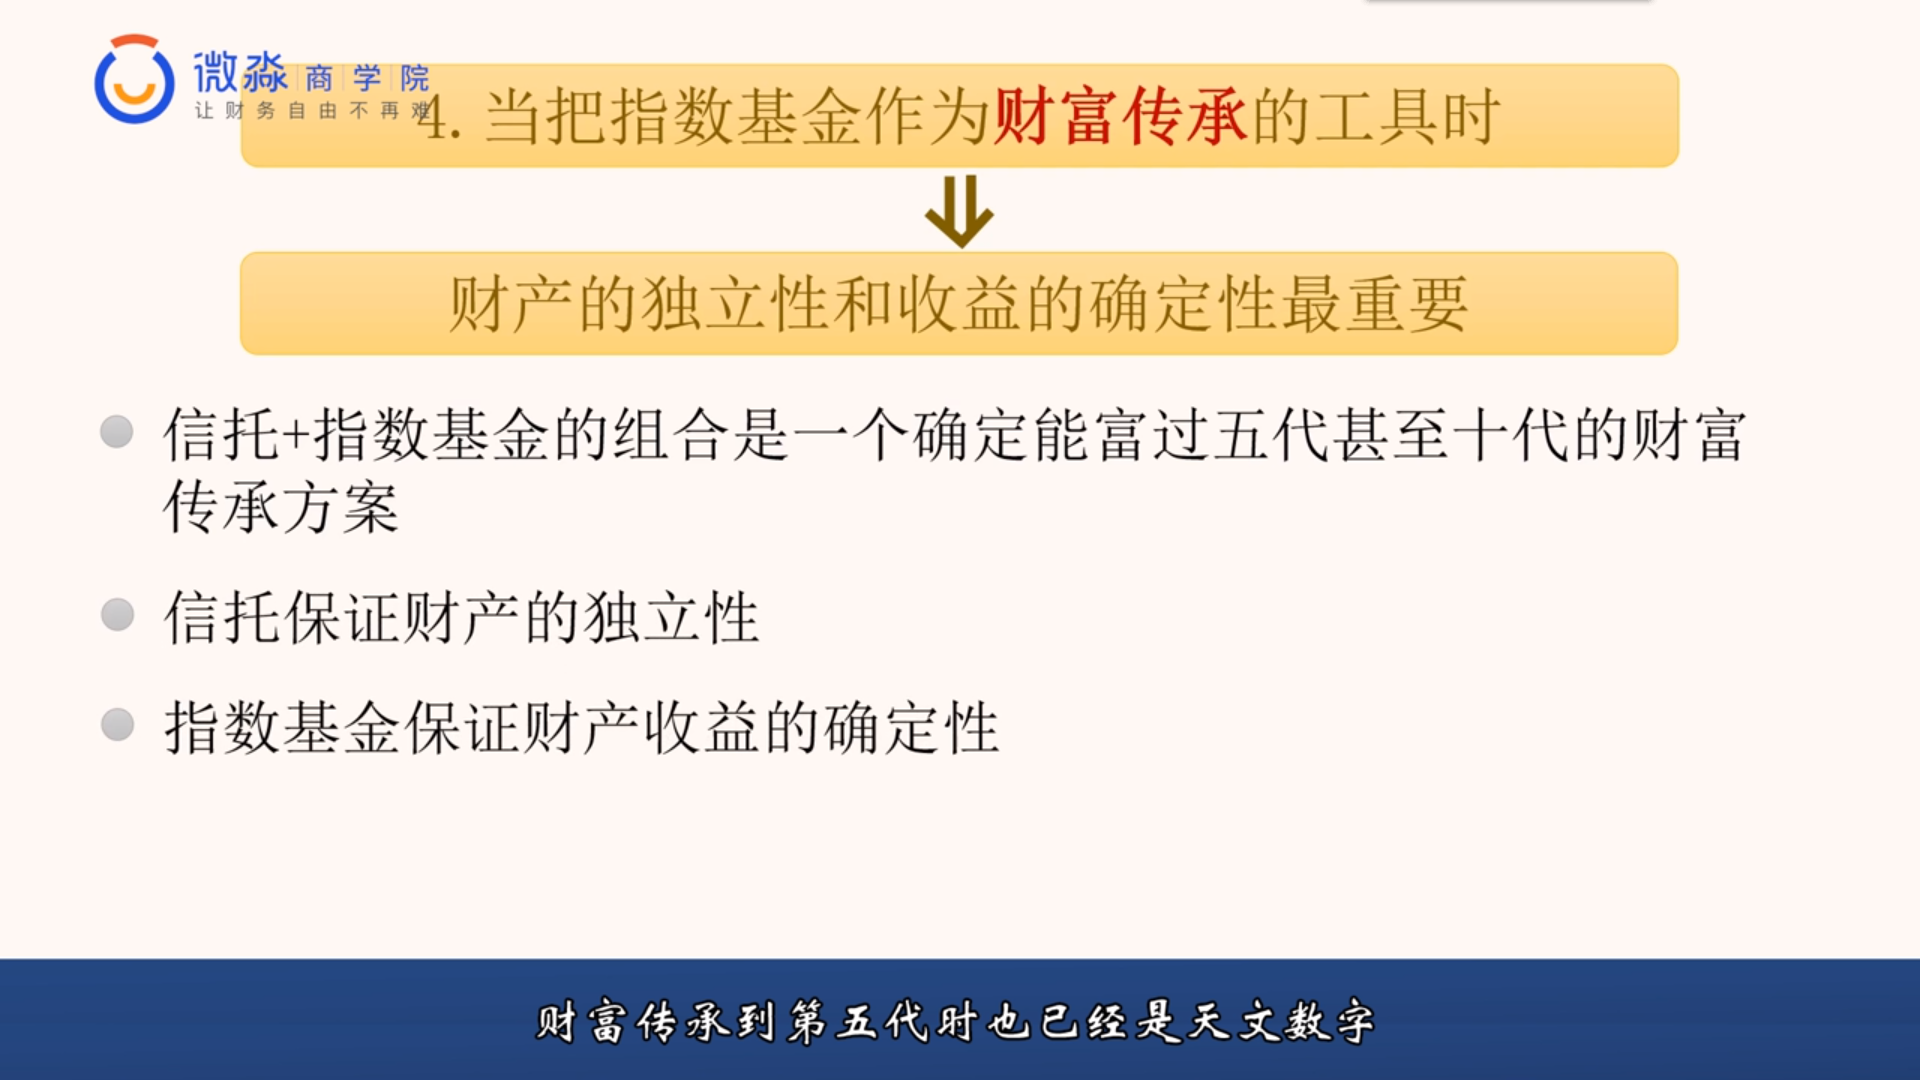 微淼 商学院
让财务自由不再难
4. 当把指数基金作为财富传承的工具时
财产的独立性和收益的确定性最重要
信托+指数基金的组合是一个确定能富过五代甚至十代的财富
传承方案
信托保证财产的独立性
指数基金保证财产收益的确定性
财富传承到第五代时也已经是天文数字